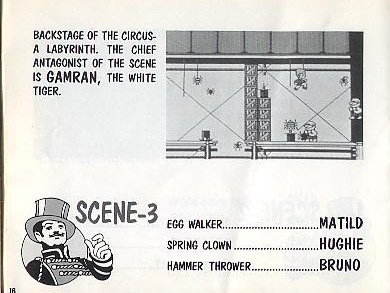 BACKSTAGE OF THE CIRCUS-
A LABYRINTH. THE CHIEF
ANTAGONIST OF THE SCENE
IS GAMRAN, THE WHITE
TIGER.
SCENE-3
EGG WALKER..............................MATILD
SPRING CLOWN..........................HUGHIE
HAMMER THROWER......................BRUNO
16